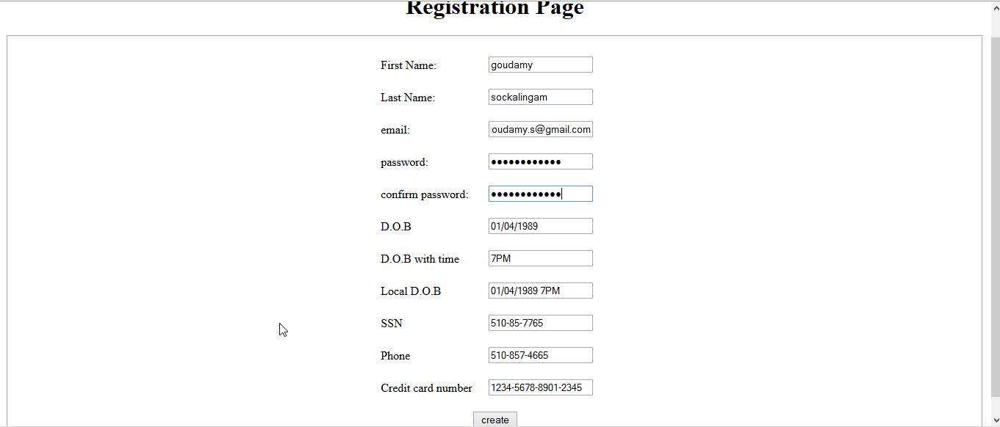 Registration Page
First Name: goudamy
Last Name: sockalingam
email: oudamy.s@gmail.com
password: ●●●●●●●●●●●●
confirm password: ●●●●●●●●●●●●
D.O.B 01/04/1989
D.O.B with time 7PM
Local D.O.B 01/04/1989 7PM
SSN 510-85-7765
Phone 510-857-4665
Credit card number 1234-5678-8901-2345
create